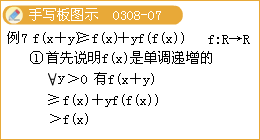 手写板图示 0308-07
例7 f(x+y)≥f(x)+yf(f(x)) f:R→R
①首先说明f(x)是单调递增的
∀y>0 有f(x+y)
≥f(x)+yf(f(x))
>f(x)